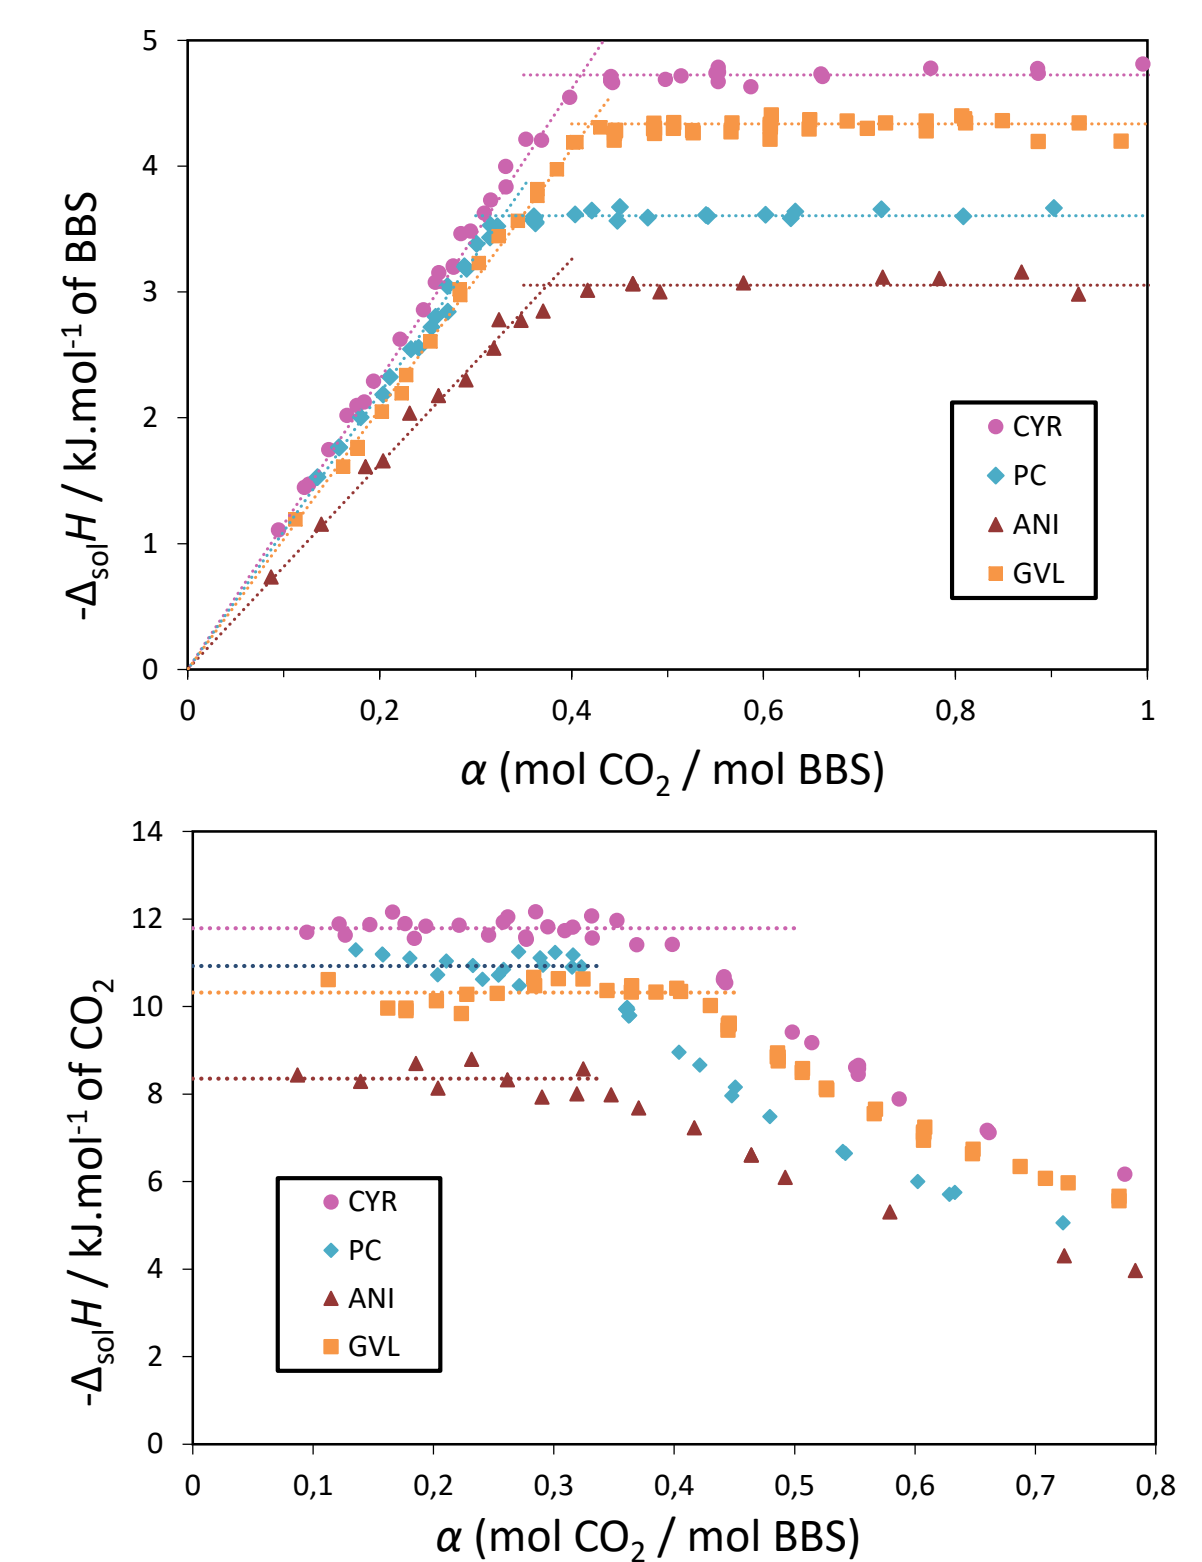 5
4
3
2
1
0
-ΔsolH / kJ.mol-1 of BBS
CYR
PC
ANI
GVL
0 0,2 0,4 0,6 0,8 1
α (mol CO2 / mol BBS)
14
12
10
8
6
4
2
0
-ΔsolH / kJ.mol-1 of CO2
CYR
PC
ANI
GVL
0 0,1 0,2 0,3 0,4 0,5 0,6 0,7 0,8
α (mol CO2 / mol BBS)